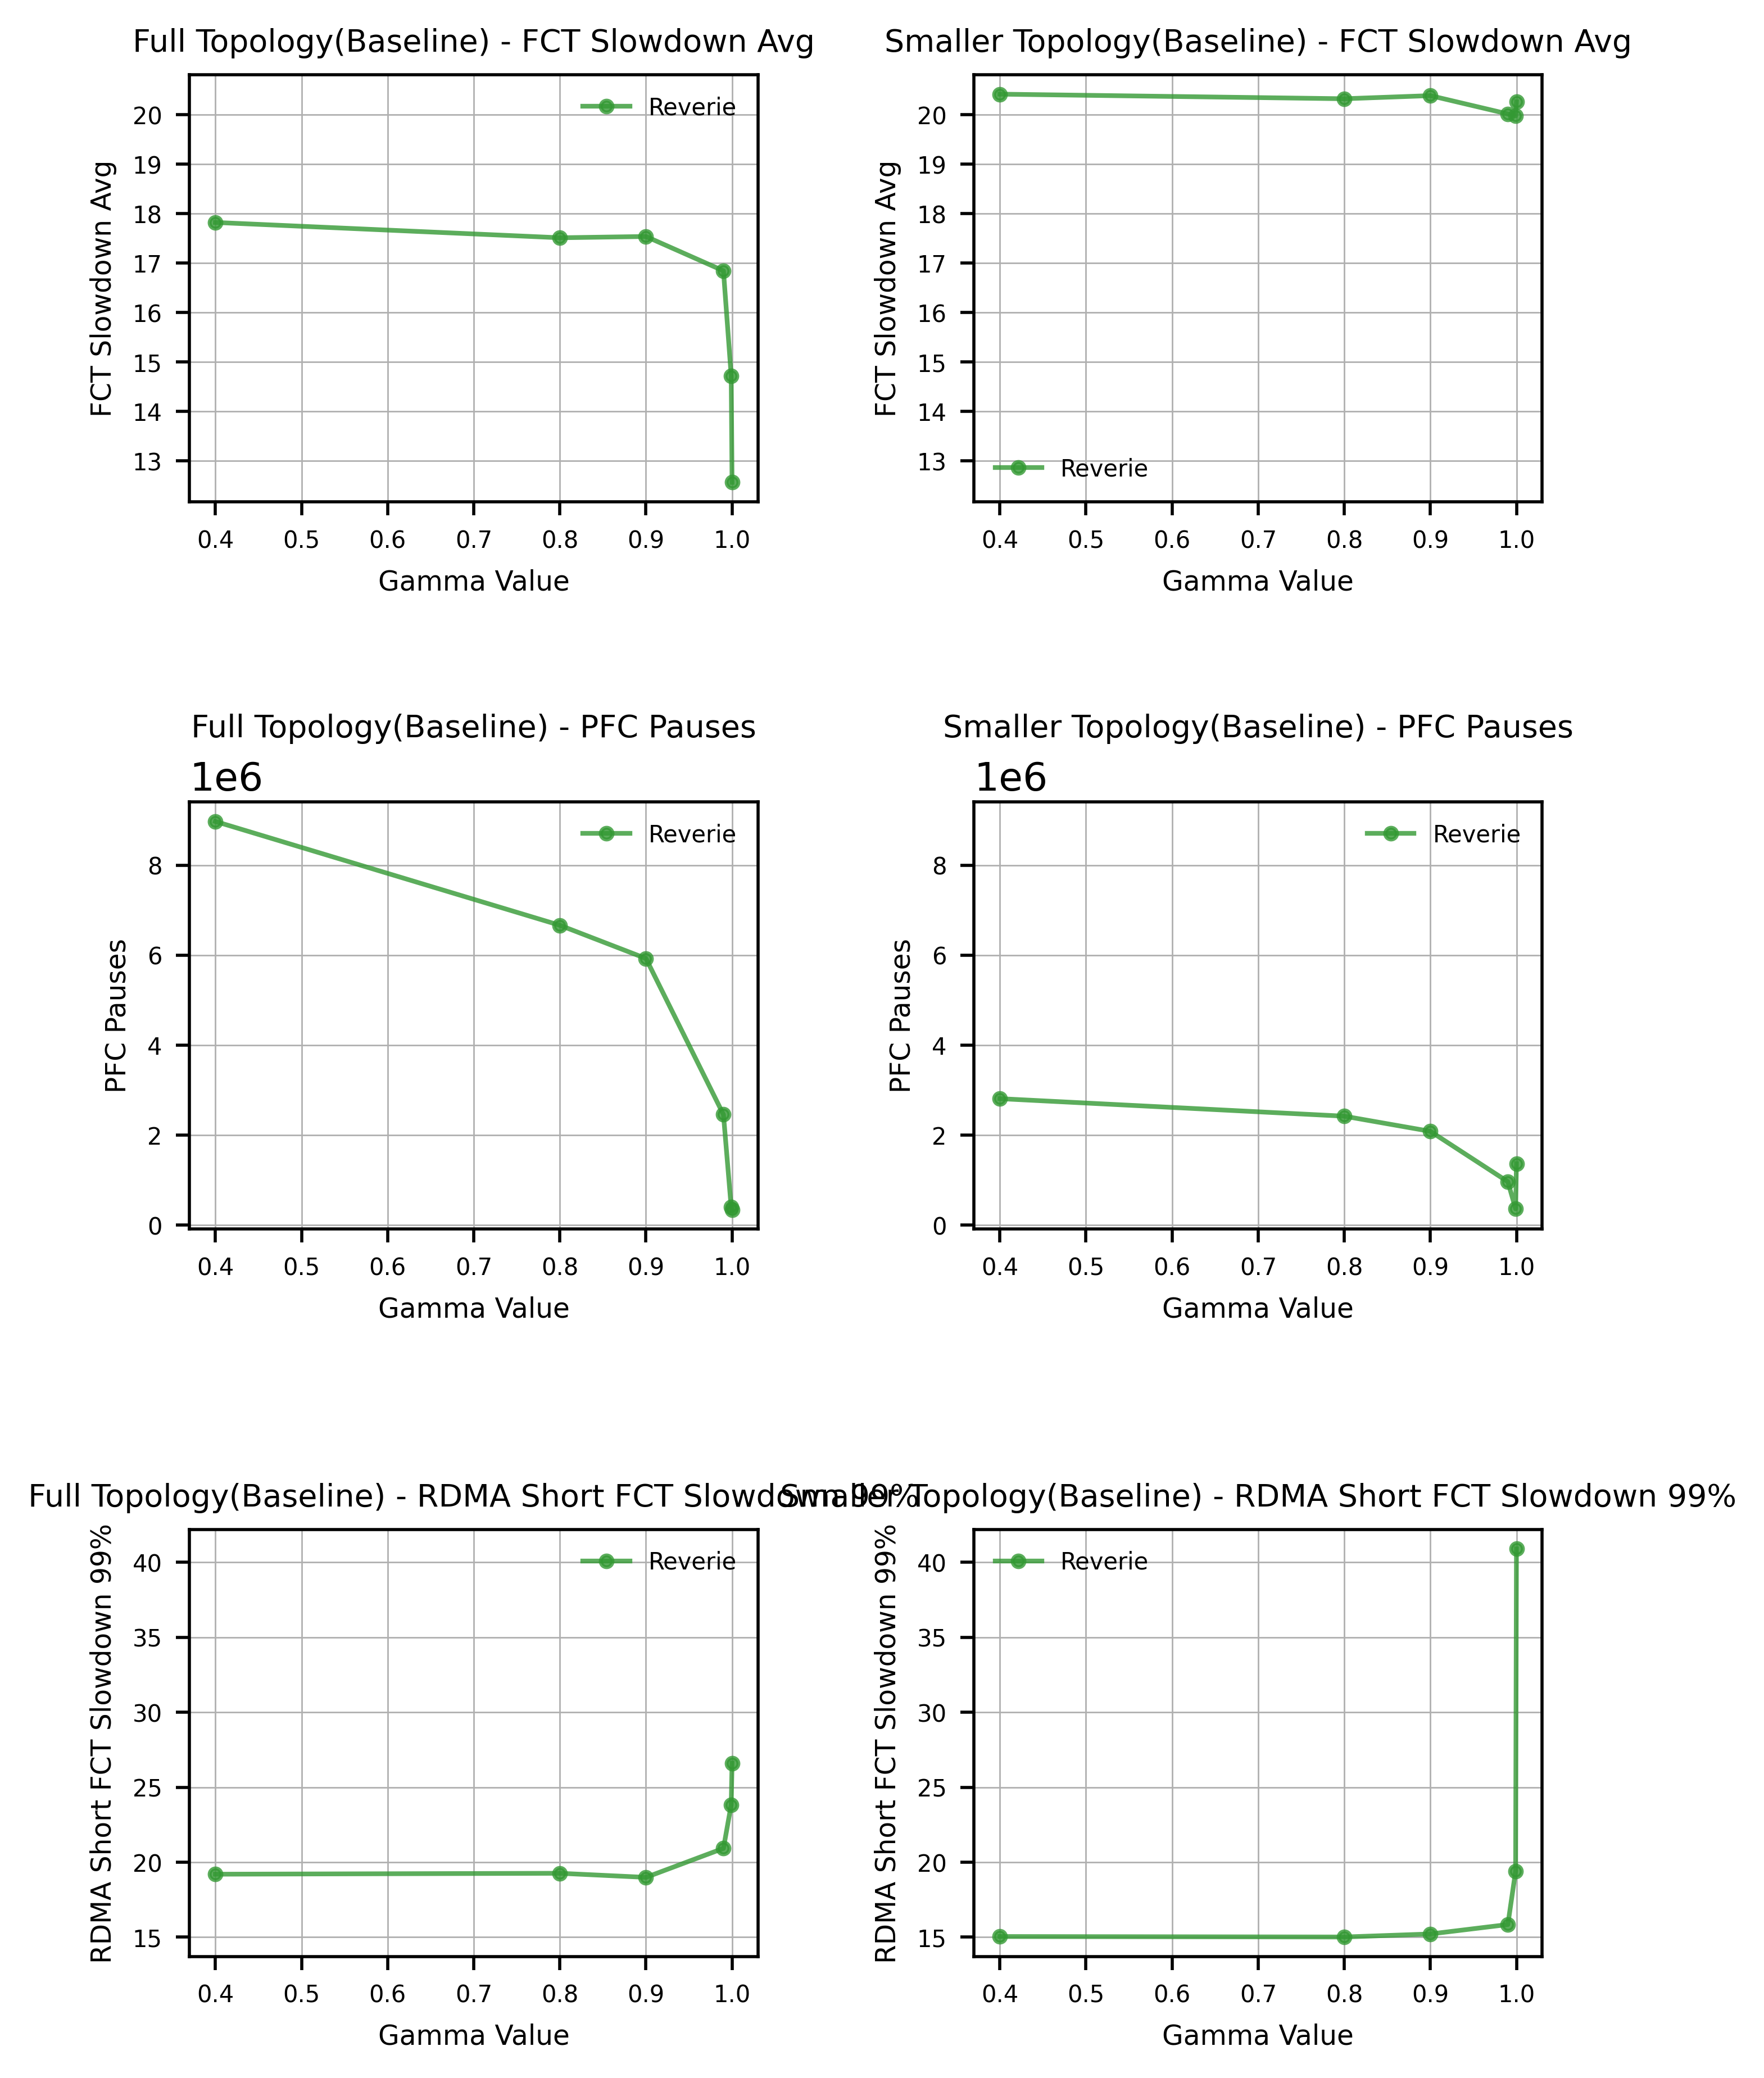 Full Topology(Baseline) - FCT Slowdown Avg
FCT Slowdown Avg
20
19
18
17
16
15
14
13
Reverie
0.4 0.5 0.6 0.7 0.8 0.9 1.0
Gamma Value
Smaller Topology(Baseline) - FCT Slowdown Avg
FCT Slowdown Avg
20
19
18
17
16
15
14
13
Reverie
0.4 0.5 0.6 0.7 0.8 0.9 1.0
Gamma Value
Full Topology(Baseline) - PFC Pauses
1e6
PFC Pauses
8
6
4
2
0
Reverie
0.4 0.5 0.6 0.7 0.8 0.9 1.0
Gamma Value
Smaller Topology(Baseline) - PFC Pauses
1e6
PFC Pauses
8
6
4
2
0
Reverie
0.4 0.5 0.6 0.7 0.8 0.9 1.0
Gamma Value
Full Topology(Baseline) - RDMA Short FCT Slowdown 99%
RDMA Short FCT Slowdown 99%
40
35
30
25
20
15
Reverie
0.4 0.5 0.6 0.7 0.8 0.9 1.0
Gamma Value
Smaller Topology(Baseline) - RDMA Short FCT Slowdown 99%
RDMA Short FCT Slowdown 99%
40
35
30
25
20
15
Reverie
0.4 0.5 0.6 0.7 0.8 0.9 1.0
Gamma Value